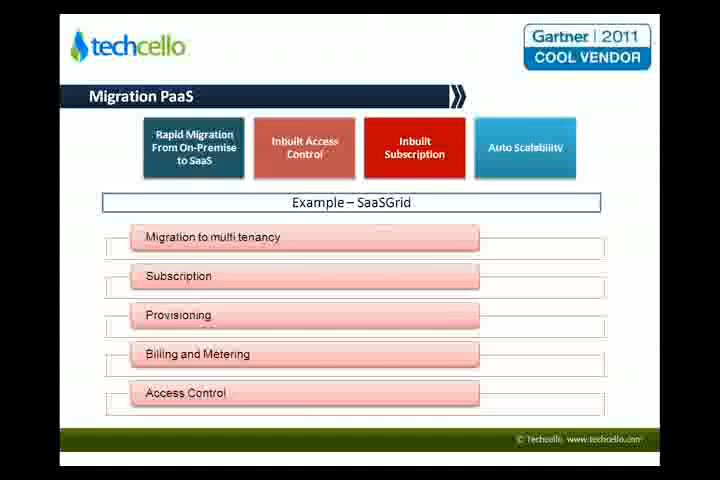 techcello
Gartner | 2011
COOL VENDOR
Migration PaaS
Rapid Migration
From On-Premise
to SaaS
Inbuilt Access
Control
Inbuilt
Subscription
Auto Scalability
Example – SaaSGrid
Migration to multi tenancy
Subscription
Provisioning
Billing and Metering
Access Control
© Techcello, www.techcello.com